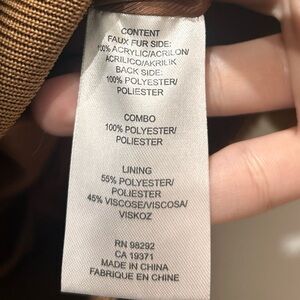 CONTENT
FAUX FUR SIDE:
100% ACRYLIC/ACRILON/
ACRILICO/AKRILIK
BACK SIDE:
100% POLYESTER/
POLIESTER
COMBO
100% POLYESTER/
POLIESTER
LINING
55% POLYESTER/
POLIESTER
45% VISCOSE/VISCOSA/
VISKOZ
RN 98292
CA 19371
MADE IN CHINA
FABRIQUE EN CHINE